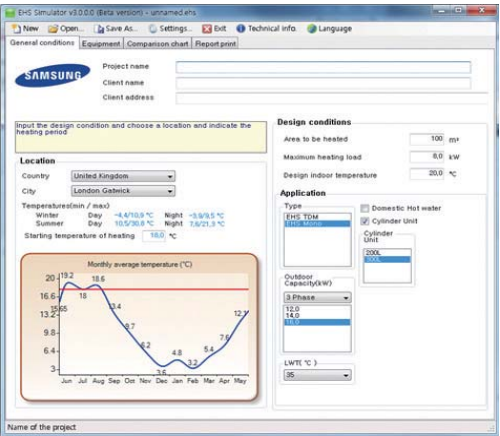 EHS Simulator v3.0.0.0 (Beta version) - unnamed.ehs
New Open... Save As... Settings... Exit Technical info. Language
General conditions Equipment Comparison chart Report print
SAMSUNG
Project name
Client name
Client address
Input the design condition and choose a location and indicate the
heating period
Location
Country United Kingdom
City London Gatwick
Temperatures(min / max)
Winter Day -4,4/10,9 °C Night -3,9/9,5 °C
Summer Day 10,5/30,8 °C Night 7,6/21,3 °C
Starting temperature of heating 18,0 °C
Monthly average temperature (°C)
20
16.6
13.2
9.8
6.4
3
15.65 19.2 18 18.6 13.4 9.7 6.2 3.6 4.8 3.2 5.4 7.6 12.1
Jun Jul Aug Sep Oct Nov Dec Jan Feb Mar Apr May
Design conditions
Area to be heated 100 m²
Maximum heating load 8,0 kW
Design indoor temperature 20,0 °C
Application
Type
EHS TDM
EHS Mono
Domestic Hot water
Cylinder Unit
Cylinder
Unit
200L
300L
Outdoor
Capacity(kW)
3 Phase
12,0
14,0
16,0
LWT( °C )
35
Name of the project